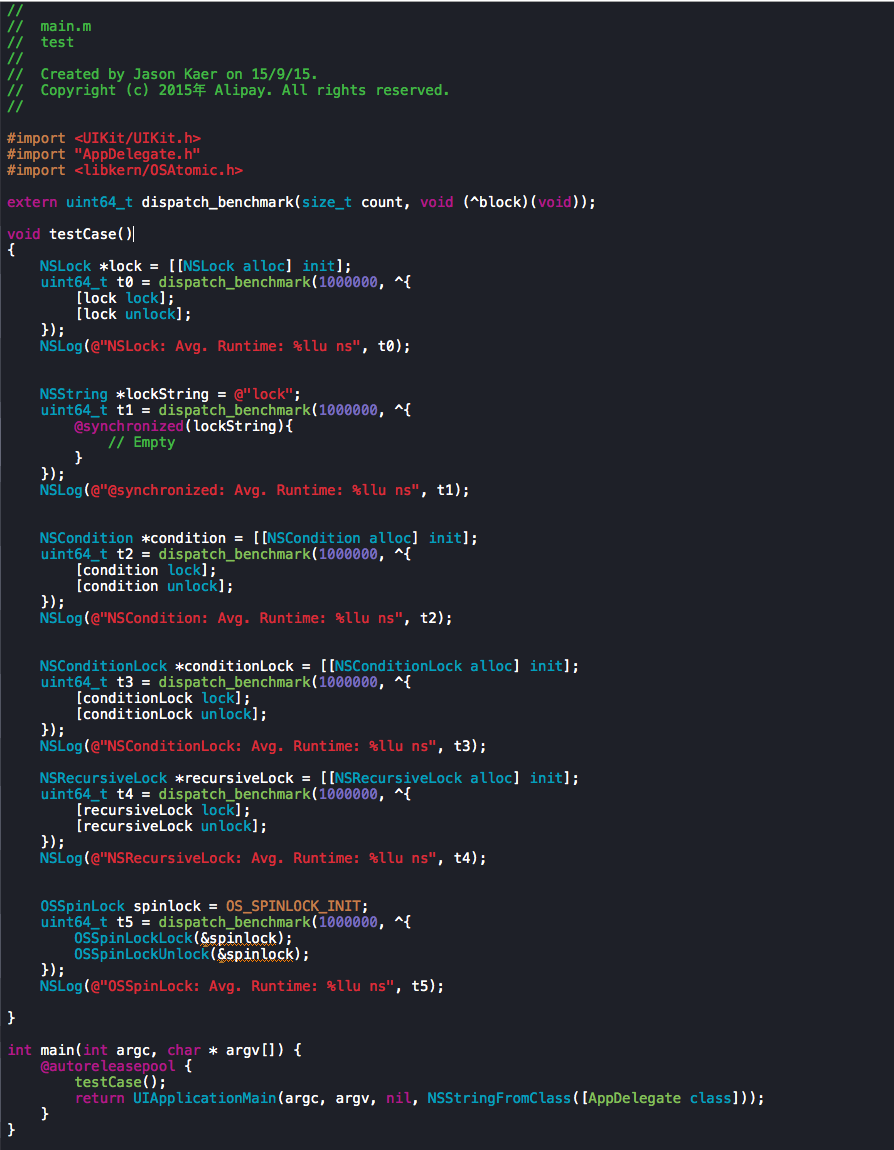 //
//  main.m
//  test
//
//  Created by Jason Kaer on 15/9/15.
//  Copyright (c) 2015年 Alipay. All rights reserved.
//
#import <UIKit/UIKit.h>
#import "AppDelegate.h"
#import <libkern/OSAtomic.h>
extern uint64_t dispatch_benchmark(size_t count, void (^block)(void));
void testCase()
{
    NSLock *lock = [[NSLock alloc] init];
    uint64_t t0 = dispatch_benchmark(1000000, ^{
        [lock lock];
        [lock unlock];
    });
    NSLog(@"NSLock: Avg. Runtime: %llu ns", t0);
    NSString *lockString = @"lock";
    uint64_t t1 = dispatch_benchmark(1000000, ^{
        @synchronized(lockString){
            // Empty
        }
    });
    NSLog(@"@synchronized: Avg. Runtime: %llu ns", t1);
    NSCondition *condition = [[NSCondition alloc] init];
    uint64_t t2 = dispatch_benchmark(1000000, ^{
        [condition lock];
        [condition unlock];
    });
    NSLog(@"NSCondition: Avg. Runtime: %llu ns", t2);
    NSConditionLock *conditionLock = [[NSConditionLock alloc] init];
    uint64_t t3 = dispatch_benchmark(1000000, ^{
        [conditionLock lock];
        [conditionLock unlock];
    });
    NSLog(@"NSConditionLock: Avg. Runtime: %llu ns", t3);
    NSRecursiveLock *recursiveLock = [[NSRecursiveLock alloc] init];
    uint64_t t4 = dispatch_benchmark(1000000, ^{
        [recursiveLock lock];
        [recursiveLock unlock];
    });
    NSLog(@"NSRecursiveLock: Avg. Runtime: %llu ns", t4);
    OSSpinLock spinlock = OS_SPINLOCK_INIT;
    uint64_t t5 = dispatch_benchmark(1000000, ^{
        OSSpinLockLock(&spinlock);
        OSSpinLockUnlock(&spinlock);
    });
    NSLog(@"OSSpinLock: Avg. Runtime: %llu ns", t5);
}
int main(int argc, char * argv[]) {
    @autoreleasepool {
        testCase();
        return UIApplicationMain(argc, argv, nil, NSStringFromClass([AppDelegate class]));
    }
}